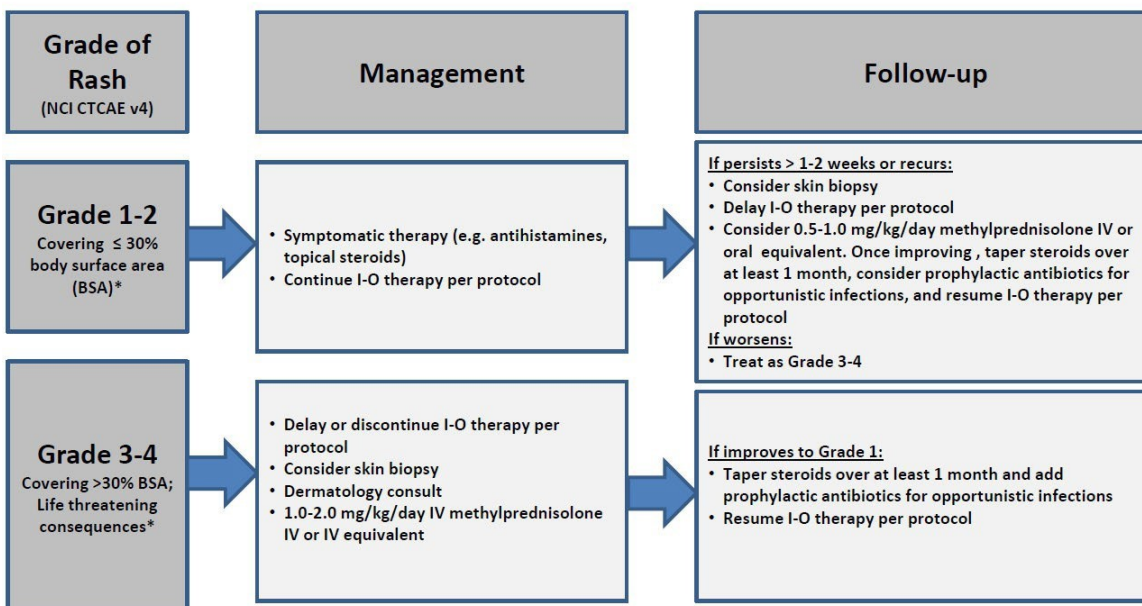 Grade of
Rash
(NCI CTCAE v4)
Management
Follow-up
Grade 1-2
Covering ≤ 30%
body surface area
(BSA)*
• Symptomatic therapy (e.g. antihistamines,
topical steroids)
• Continue I-O therapy per protocol
If persists > 1-2 weeks or recurs:
• Consider skin biopsy
• Delay I-O therapy per protocol
• Consider 0.5-1.0 mg/kg/day methylprednisolone IV or
oral equivalent. Once improving , taper steroids over
at least 1 month, consider prophylactic antibiotics for
opportunistic infections, and resume I-O therapy per
protocol
If worsens:
• Treat as Grade 3-4
Grade 3-4
Covering >30% BSA;
Life threatening
consequences*
• Delay or discontinue I-O therapy per
protocol
• Consider skin biopsy
• Dermatology consult
• 1.0-2.0 mg/kg/day IV methylprednisolone
IV or IV equivalent
If improves to Grade 1:
• Taper steroids over at least 1 month and add
prophylactic antibiotics for opportunistic infections
• Resume I-O therapy per protocol